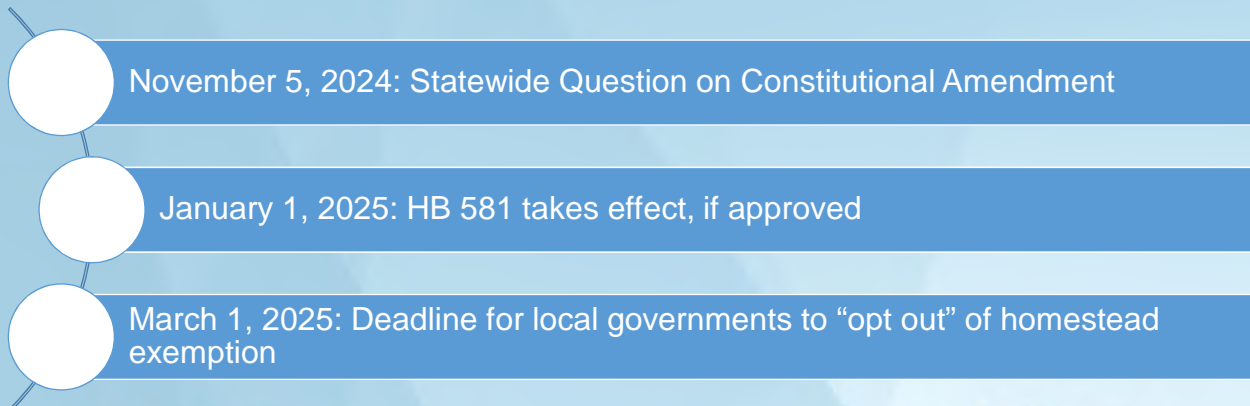 November 5, 2024: Statewide Question on Constitutional Amendment
January 1, 2025: HB 581 takes effect, if approved
March 1, 2025: Deadline for local governments to “opt out” of homestead
exemption